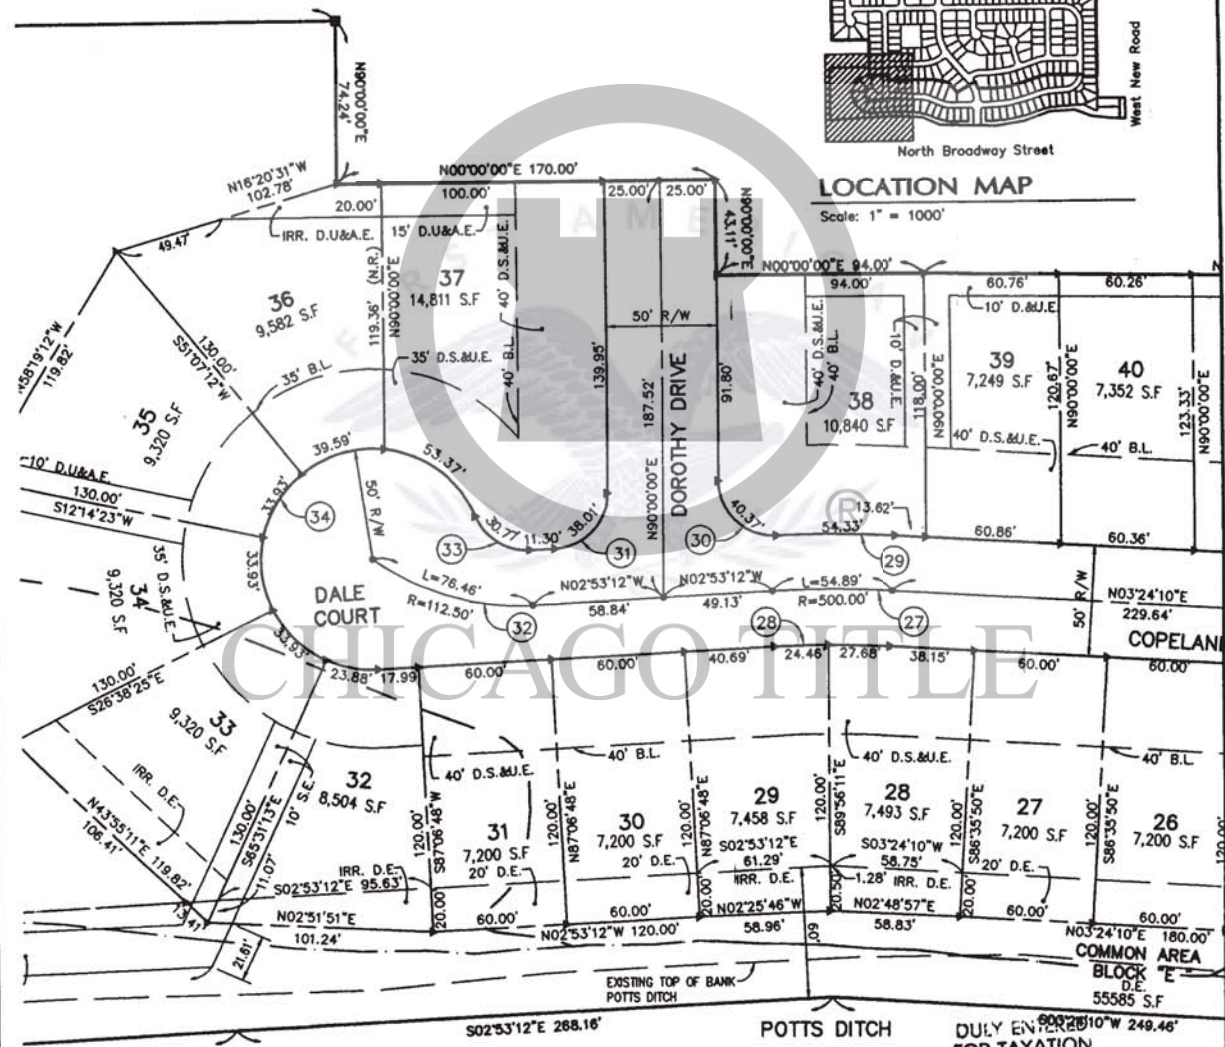 West New Road
North Broadway Street
LOCATION MAP
Scale: 1" = 1000'
N90°00'00"E
74.24'
N16°20'31"W
102.78'
N00°00'00"E 170.00'
20.00'
100.00'
25.00'
25.00'
N90°00'00"E
43.11'
49.47'
IRR. D.U&A.E.
15' D.U&A.E.
N00°00'00"E 94.00'
94.00'
60.76'
60.26'
10' D.&U.E.
36
9,582 S.F
37
14,811 S.F
119.36' (N.R.)
N90°00'00"E
40' D.S.&U.E.
40' B.L.
50' R/W
139.95'
187.52'
N90°00'00"E
DOROTHY DRIVE
91.80'
40' D.S.&U.E.
40' B.L.
38
10,840 S.F
10' D.&U.E.
118.00'
N90°00'00"E
39
7,249 S.F
120.67'
N90°00'00"E
40
7,352 S.F
123.33'
N90°00'00"E
N58°19'12"W
119.82'
130.00'
S51°07'12"W
35' B.L
35' D.S.&U.E.
35
9,320 S.F
40' D.S.&U.E.
40' B.L.
39.59'
53.37'
10' D.U&A.E.
130.00'
S12°14'23"W
33.93'
34
50' R/W
30.77'
33
11.30'
38.01'
31
40.37'
30
13.62'
54.33'
29
60.86'
60.36'
33.93'
34
9,320 S.F
35' D.S.&U.E.
DALE
COURT
L=76.46'
R=112.50'
32
N02°53'12"W
58.84'
N02°53'12"W
49.13'
L=54.89'
R=500.00'
27
50' R/W
N03°24'10"E
229.64'
COPELAN
33.93'
28
23.88'
17.99
60.00'
60.00'
40.69'
24.46'
27.68'
38.15'
60.00'
60.00'
CHICAGO TITLE
®
130.00'
S26°38'25"E
33
9,320 S.F
IRR. D.E.
N43°55'11"E 119.82'
106.41'
13.41
130.00'
S65°31'13"E
11.07'
10' S.E.
32
8,504 S.F
40' D.S.&U.E.
40' B.L.
40' D.S.&U.E.
40' B.L.
120.00'
S87°06'48"W
31
7,200 S.F
120.00'
N87°06'48"E
30
7,200 S.F
120.00'
N87°06'48"E
29
7,458 S.F
120.00'
S89°56'11"E
28
7,493 S.F
120.00'
S86°35'50"E
27
7,200 S.F
120.00'
S86°35'50"E
26
7,200 S.F
120.0
S02°53'12"E 95.63'
IRR. D.E.
20' D.E.
20' D.E.
S02°53'12"E
61.29'
IRR. D.E.
S03°24'10"W
58.75'
1.28'
IRR. D.E.
20' D.E.
20.00'
20.00'
20.50'
20.00'
N02°51'51"E
101.24'
21.61'
60.00'
N02°53'12"W 120.00'
60.00'
N02°25'46"W
58.96'
60'
N02°48'57"E
58.83'
60.00'
60.00'
N03°24'10"E 180.00'
COMMON AREA
BLOCK "E"
D.E.
55585 S.F
EXISTING TOP OF BANK
POTTS DITCH
S02°53'12"E 268.16'
POTTS DITCH
DULY ENTERED
S03°24'10"W 249.46'
FOR TAXATION